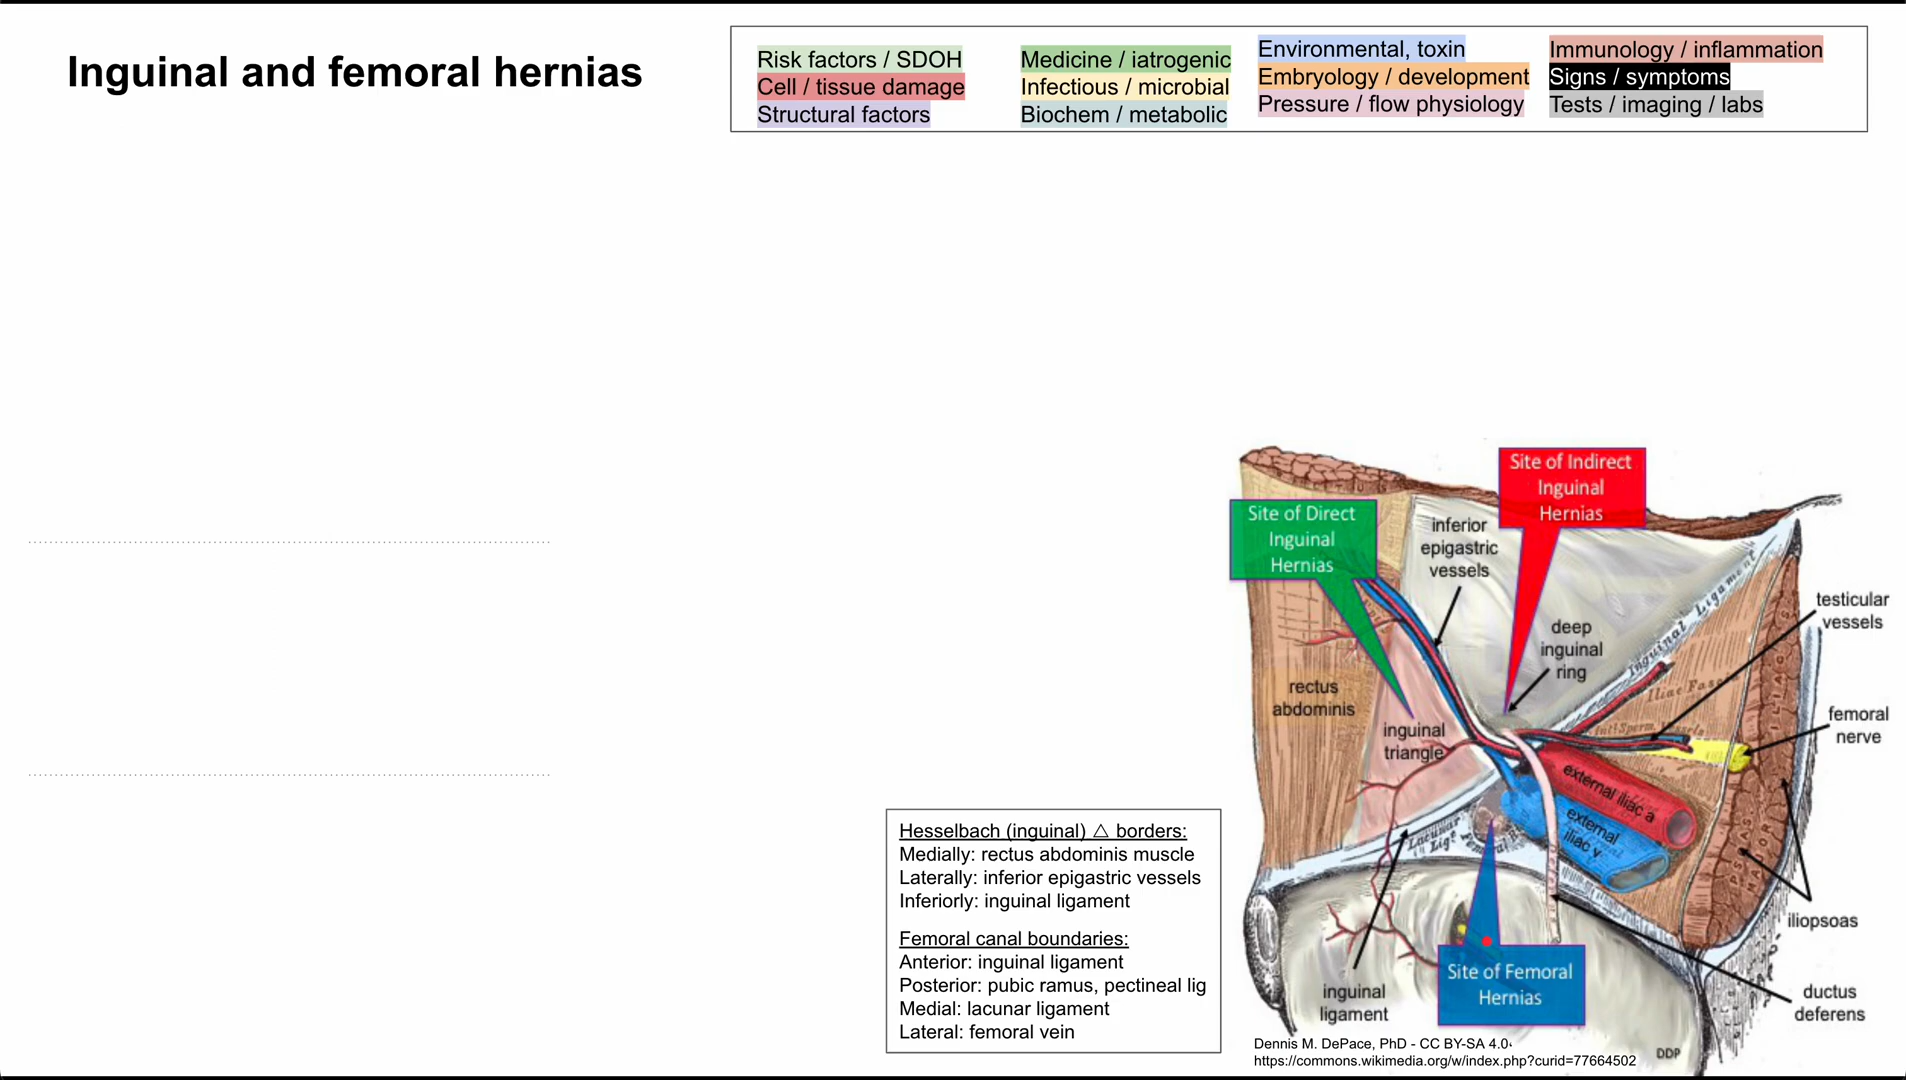 Inguinal and femoral hernias
Risk factors / SDOH
Cell / tissue damage
Structural factors
Medicine / iatrogenic
Infectious / microbial
Biochem / metabolic
Environmental, toxin
Embryology / development
Pressure / flow physiology
Immunology / inflammation
Signs / symptoms
Tests / imaging / labs
Site of Direct
Inguinal
Hernias
inferior
epigastric
vessels
Site of Indirect
Inguinal
Hernias
deep
inguinal
ring
Inguinal Ligament
testicular
vessels
rectus
abdominis
inguinal
triangle
femoral
nerve
external iliac a
external
iliac v
Lacunar
Lig
PSOAS
MAJOR
iliopsoas
Site of Femoral
Hernias
inguinal
ligament
ductus
deferens
Hesselbach (inguinal) △ borders:
Medially: rectus abdominis muscle
Laterally: inferior epigastric vessels
Inferiorly: inguinal ligament
Femoral canal boundaries:
Anterior: inguinal ligament
Posterior: pubic ramus, pectineal lig
Medial: lacunar ligament
Lateral: femoral vein
Dennis M. DePace, PhD - CC BY-SA 4.0
https://commons.wikimedia.org/w/index.php?curid=77664502
DDP